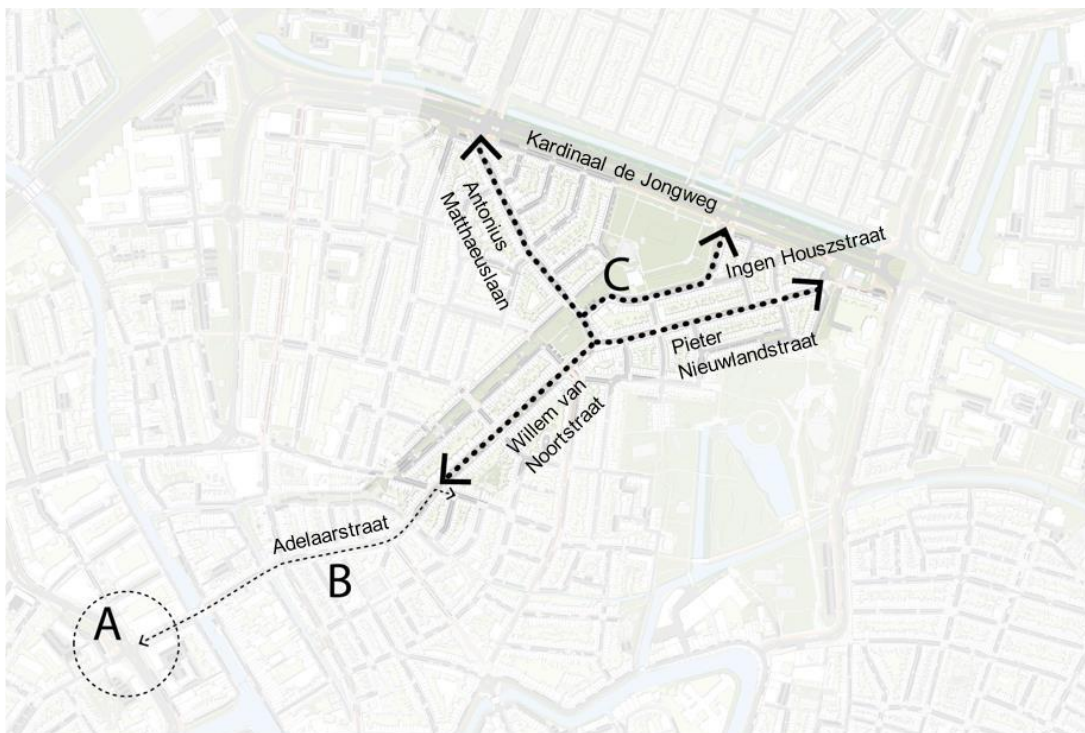 Kardinaal de Jongweg
Antonius
Matthaeuslaan
Ingen Houszstraat
C
Pieter
Nieuwlandstraat
Willem van
Noortstraat
Adelaarstraat
B
A